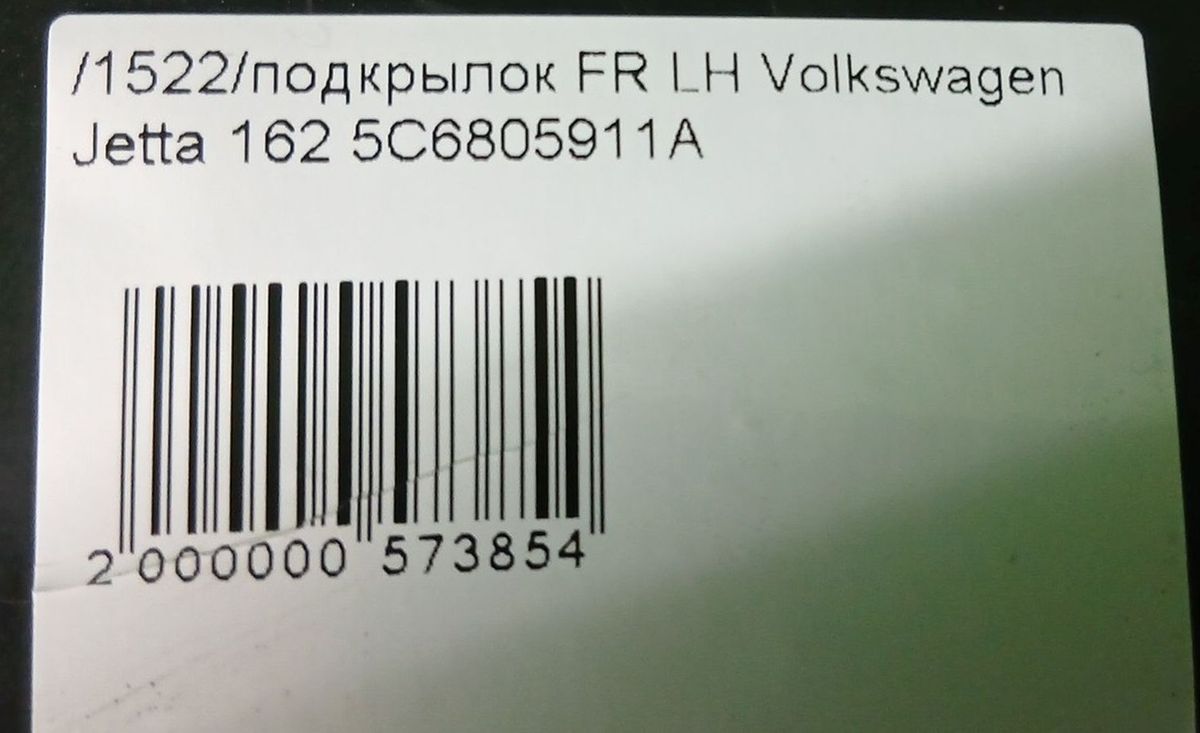 /1522/подкрылок FR LH Volkswagen
Jetta 162 5C6805911A
2 000000 573854